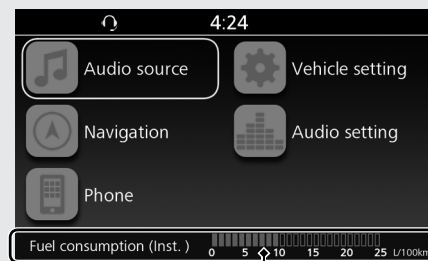 4:24
Audio source
Vehicle setting
Navigation
Audio setting
Phone
Fuel consumption (Inst. )
0 5 10 15 20 25 L/100km